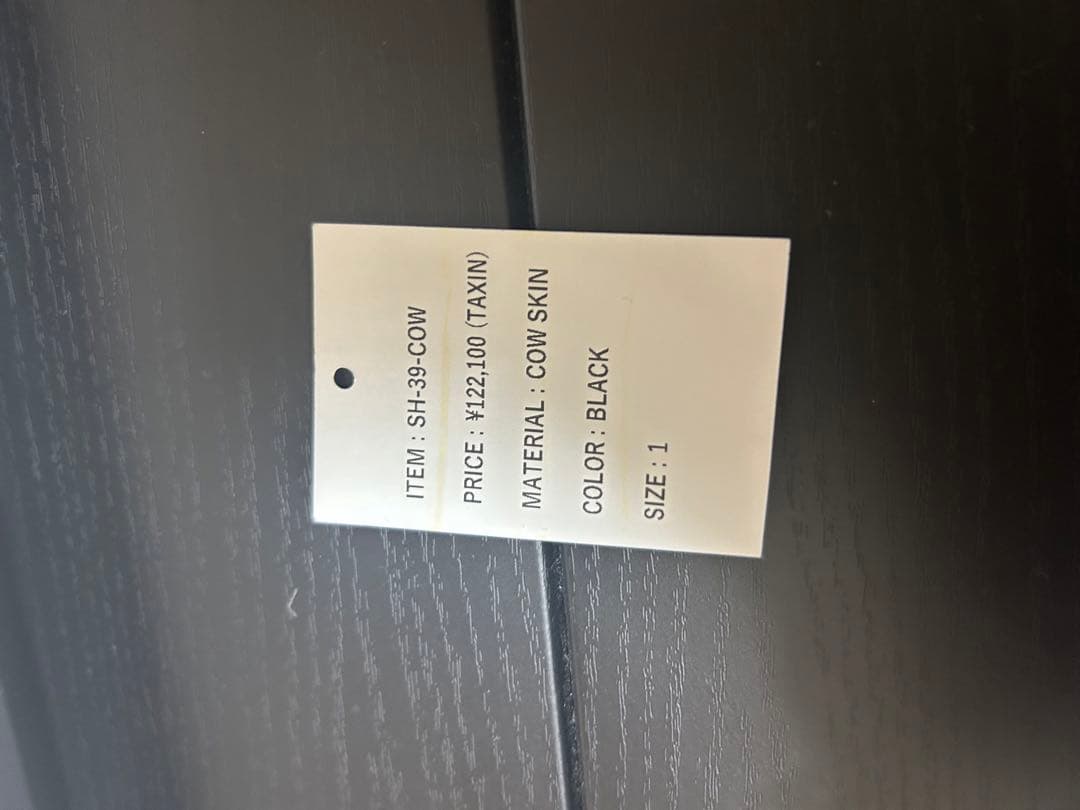 ITEM : SH-39-COW
PRICE : ¥122,100 (TAXIN)
MATERIAL : COW SKIN
COLOR : BLACK
SIZE : 1